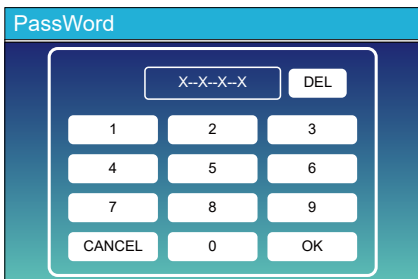 PassWord
X--X--X--X DEL
1 2 3
4 5 6
7 8 9
CANCEL 0 OK